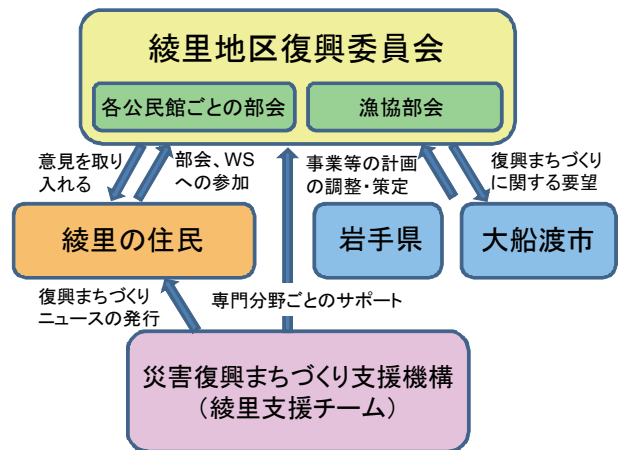 綾里地区復興委員会
各公民館ごとの部会
漁協部会
意見を取り
入れる
部会、WS
への参加
事業等の計画
の調整・策定
復興まちづくり
に関する要望
綾里の住民
岩手県
大船渡市
復興まちづくり
ニュースの発行
専門分野ごとのサポート
災害復興まちづくり支援機構
（綾里支援チーム）